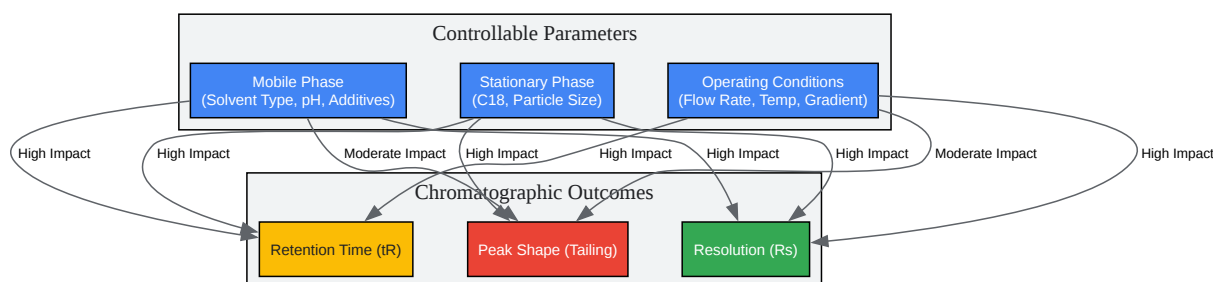 Controllable Parameters
Mobile Phase
(Solvent Type, pH, Additives)
Stationary Phase
(C18, Particle Size)
Operating Conditions
(Flow Rate, Temp, Gradient)
High Impact
High Impact
Moderate Impact
High Impact
High Impact
High Impact
High Impact
Moderate Impact
High Impact
Chromatographic Outcomes
Retention Time (tR)
Peak Shape (Tailing)
Resolution (Rs)